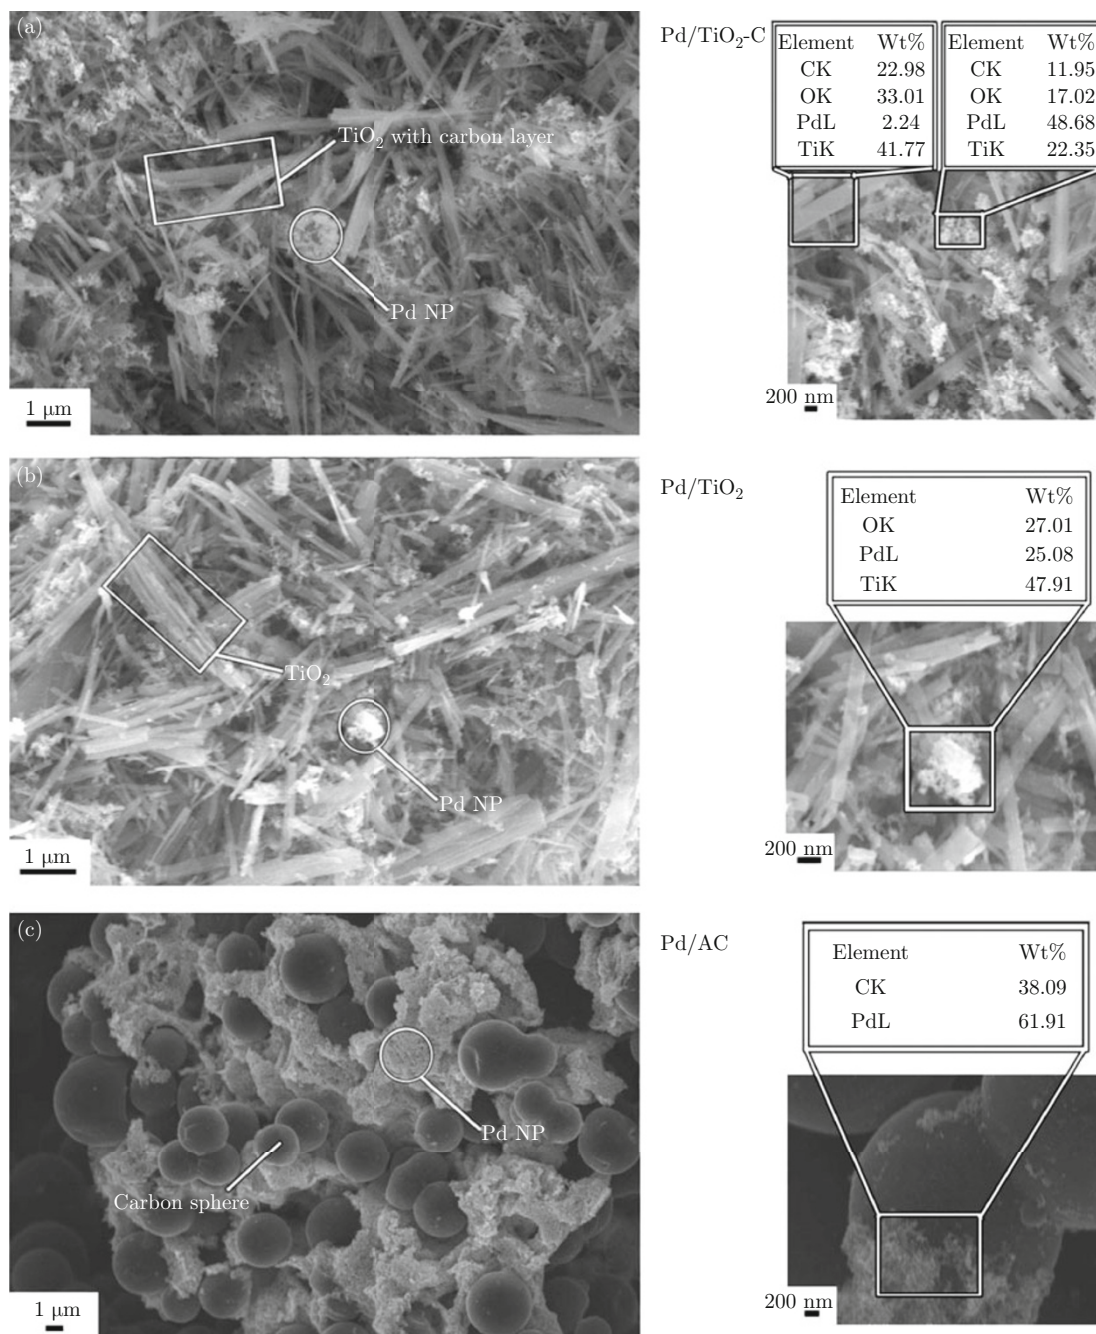 (a)
TiO₂ with carbon layer
Pd NP
1 μm
Pd/TiO₂-C
Element Wt%
CK 22.98
OK 33.01
PdL 2.24
TiK 41.77
Element Wt%
CK 11.95
OK 17.02
PdL 48.68
TiK 22.35
200 nm
(b)
TiO₂
Pd NP
1 μm
Pd/TiO₂
Element Wt%
OK 27.01
PdL 25.08
TiK 47.91
200 nm
(c)
Pd NP
Carbon sphere
1 μm
Pd/AC
Element Wt%
CK 38.09
PdL 61.91
200 nm